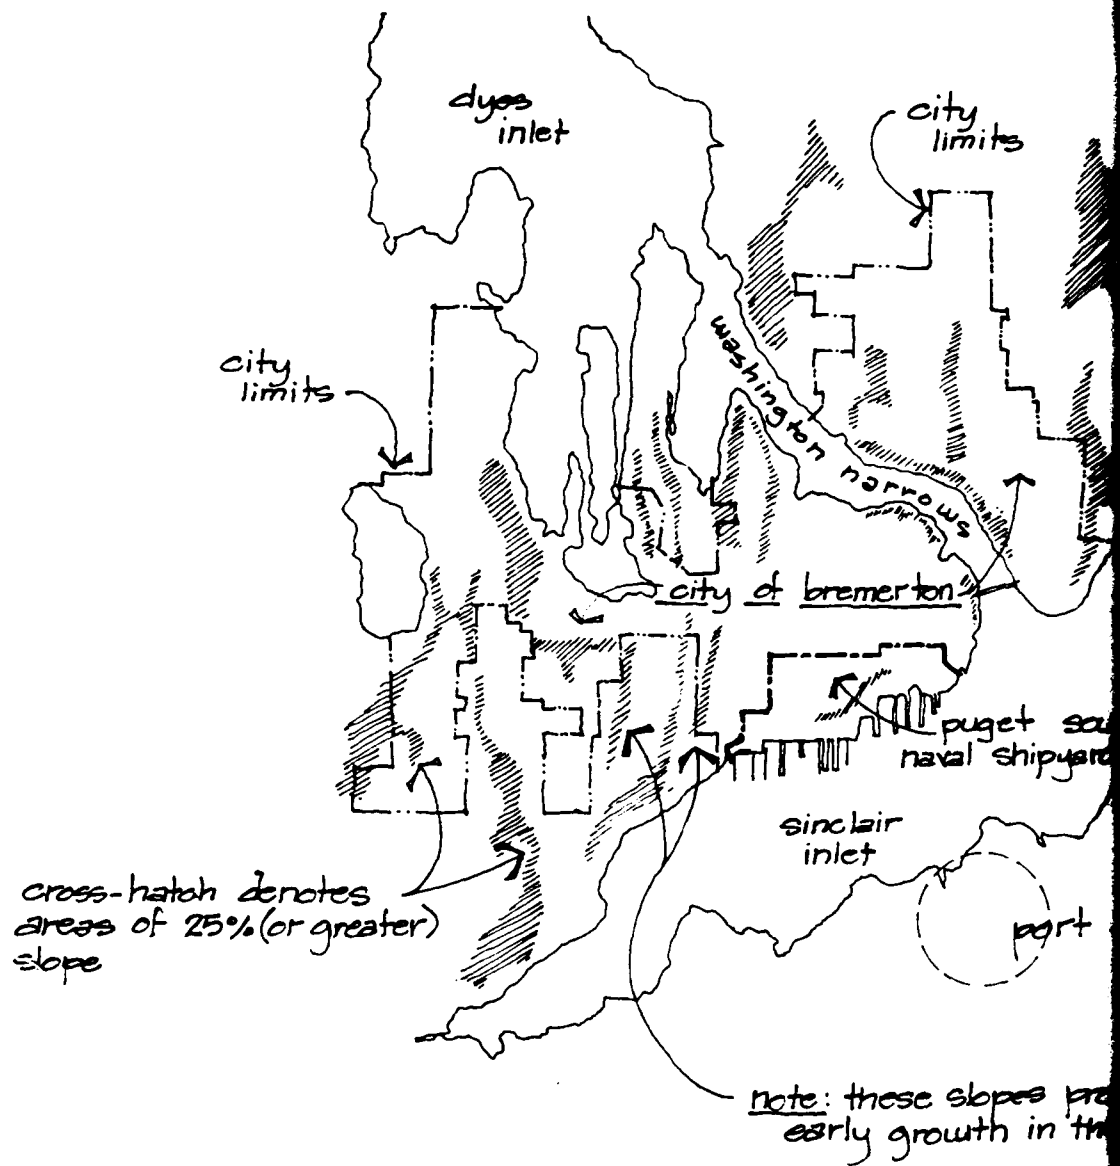 dyes
inlet
city
limits
city
limits
washington narrows
city of bremerton
puget
naval shipyard
sinclair
inlet
cross-hatch denotes
areas of 25% (or greater)
slope
port
note: these slopes
early growth in